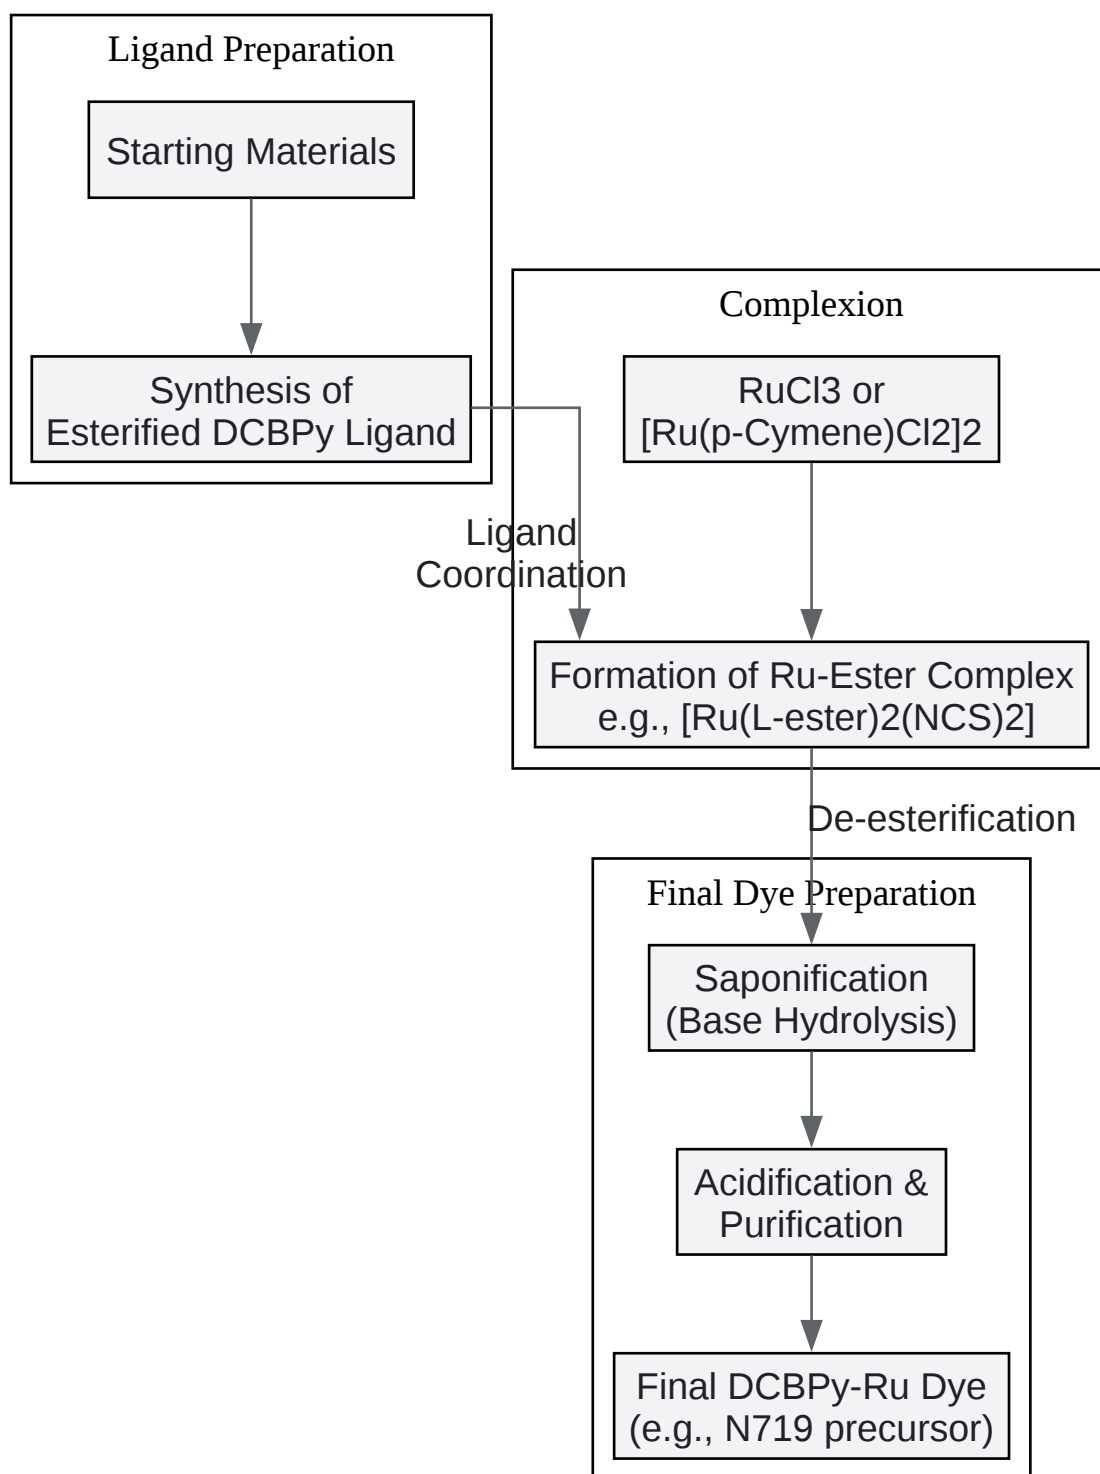 Ligand Preparation
Starting Materials
Synthesis of
Esterified DCBPy Ligand
Complexion
RuCl3 or
[Ru(p-Cymene)Cl2]2
Ligand
Coordination
Formation of Ru-Ester Complex
e.g., [Ru(L-ester)2(NCS)2]
De-esterification
Final Dye Preparation
Saponification
(Base Hydrolysis)
Acidification &
Purification
Final DCBPy-Ru Dye
(e.g., N719 precursor)